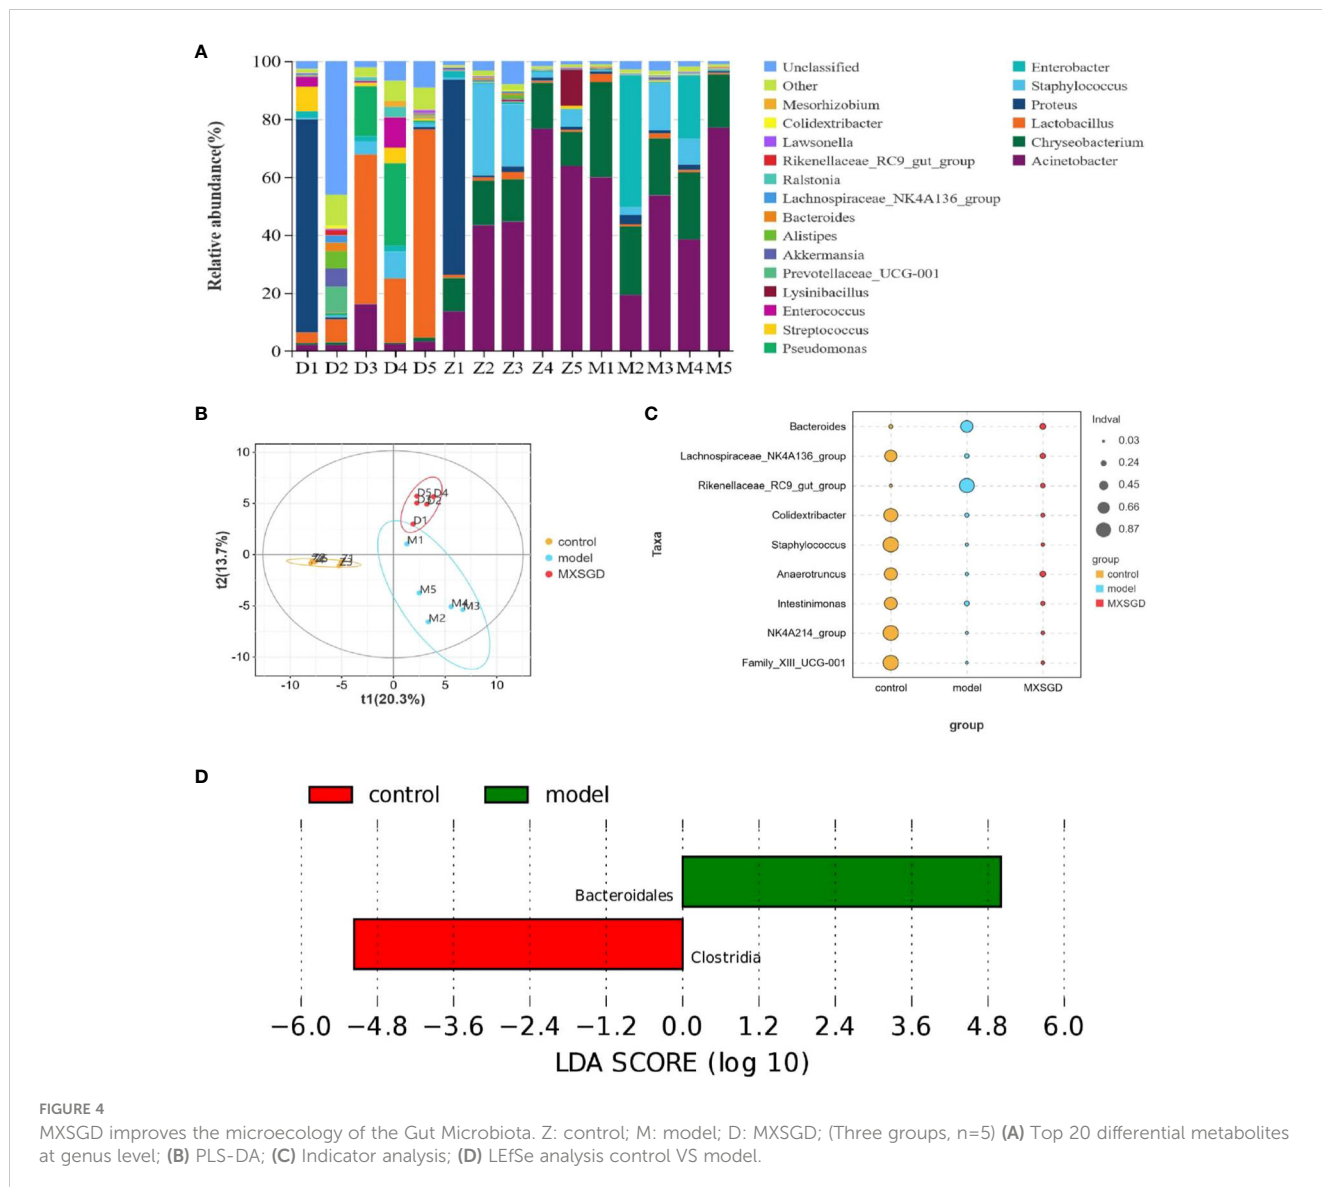 A
Relative abundance(%)
100
80
60
40
20
0
D1 D2 D3 D4 D5 Z1 Z2 Z3 Z4 Z5 M1 M2 M3 M4 M5
Unclassified
Other
Mesorhizobium
Colidextribacter
Lawsonella
Rikenellaceae_RC9_gut_group
Ralstonia
Lachnospiraceae_NK4A136_group
Bacteroides
Alistipes
Akkermansia
Prevotellaceae_UCG-001
Lysinibacillus
Enterococcus
Streptococcus
Pseudomonas
Enterobacter
Staphylococcus
Proteus
Lactobacillus
Chryseobacterium
Acinetobacter
B
t2(13.7%)
10
5
0
-5
-10
D5 D4
D2
D1
M1
M5
M4 M3
M2
Z1
Z3
-10 -5 0 5 10
t1(20.3%)
control
model
MXSGD
C
Taxa
Bacteroides
Lachnospiraceae_NK4A136_group
Rikenellaceae_RC9_gut_group
Colidextribacter
Staphylococcus
Anaerotruncus
Intestinimonas
NK4A214_group
Family_XIII_UCG-001
control model MXSGD
group
Indval
0.03
0.24
0.45
0.66
0.87
group
control
model
MXSGD
D
control model
Bacteroidales
Clostridia
−6.0 −4.8 −3.6 −2.4 −1.2 0.0 1.2 2.4 3.6 4.8 6.0
LDA SCORE (log 10)
FIGURE 4
MXSGD improves the microecology of the Gut Microbiota. Z: control; M: model; D: MXSGD; (Three groups, n=5) (A) Top 20 differential metabolites
at genus level; (B) PLS-DA; (C) Indicator analysis; (D) LEfSe analysis control VS model.